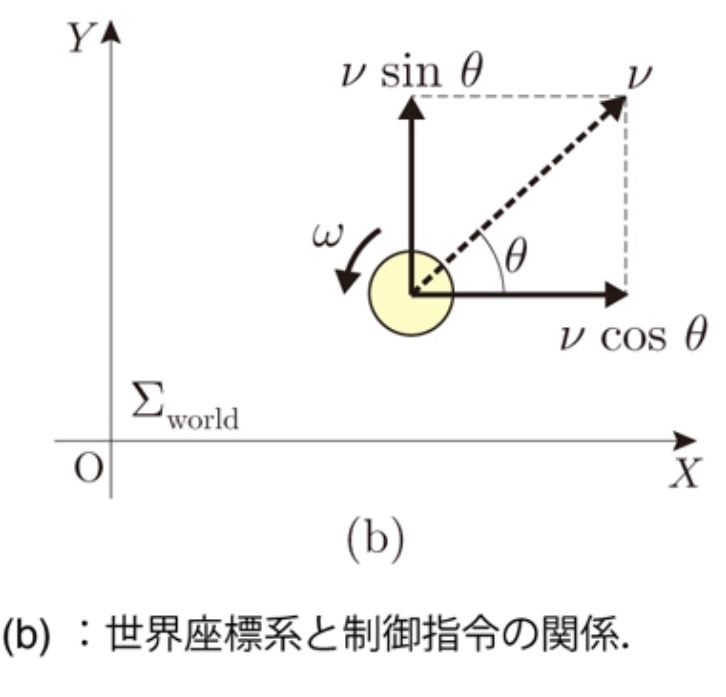 Y
ν sin θ
ν
ω
θ
ν cos θ
Σworld
O
X
(b)
(b) ：世界座標系と制御指令の関係.